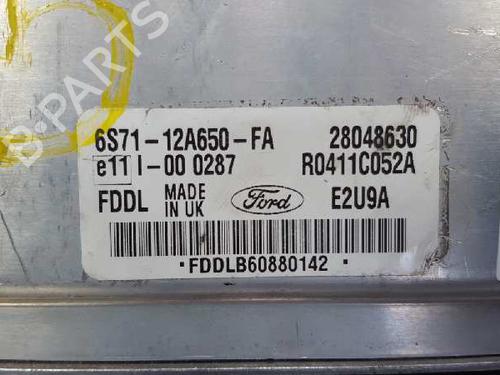 B-PARTS
6S71-12A650-FA 28048630
e11 I-00 0287 R0411C052A
FDDL MADE IN UK Ford E2U9A
*FDDLB60880142*